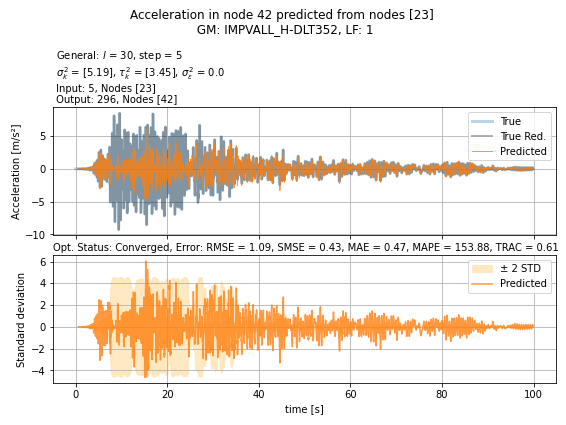 Acceleration in node 42 predicted from nodes [23]
GM: IMPVALL_H-DLT352, LF: 1
General: l = 30, step = 5
σ²ₖ = [5.19], τ²ₖ = [3.45], σ²ₑ = 0.0
Input: 5, Nodes [23]
Output: 296, Nodes [42]
Acceleration [m/s²]
5
0
−5
−10
True
True Red.
Predicted
Opt. Status: Converged, Error: RMSE = 1.09, SMSE = 0.43, MAE = 0.47, MAPE = 153.88, TRAC = 0.61
Standard deviation
6
4
2
0
−2
−4
± 2 STD
Predicted
0 20 40 60 80 100
time [s]